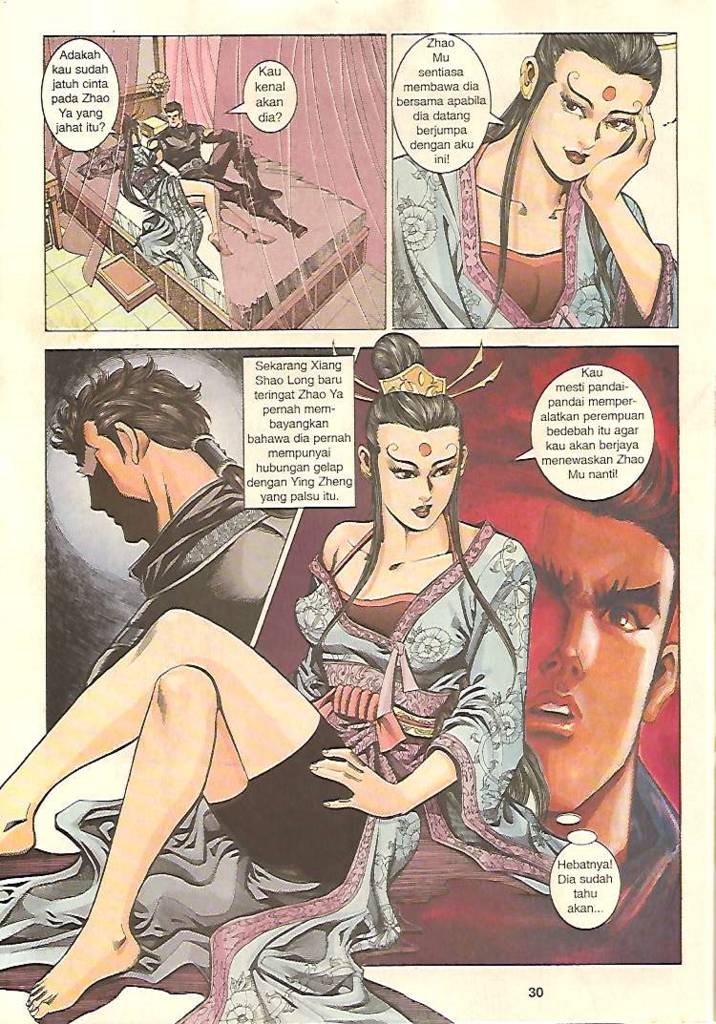 Adakah
kau sudah
jatuh cinta
pada Zhao
Ya yang
jahat itu?
Kau
kenal
akan
dia?
Zhao
Mu
sentiasa
membawa dia
bersama apabila
dia datang
berjumpa
dengan aku
ini!
Sekarang Xiang
Shao Long baru
teringat Zhao Ya
pernah mem-
bayangkan
bahawa dia pernah
mempunyai
hubungan gelap
dengan Ying Zheng
yang palsu itu.
Kau
mesti pandai-
pandai memper-
alatkan perempuan
bedebah itu agar
kau akan berjaya
menewaskan Zhao
Mu nanti!
Hebatnya!
Dia sudah
tahu
akan...
30